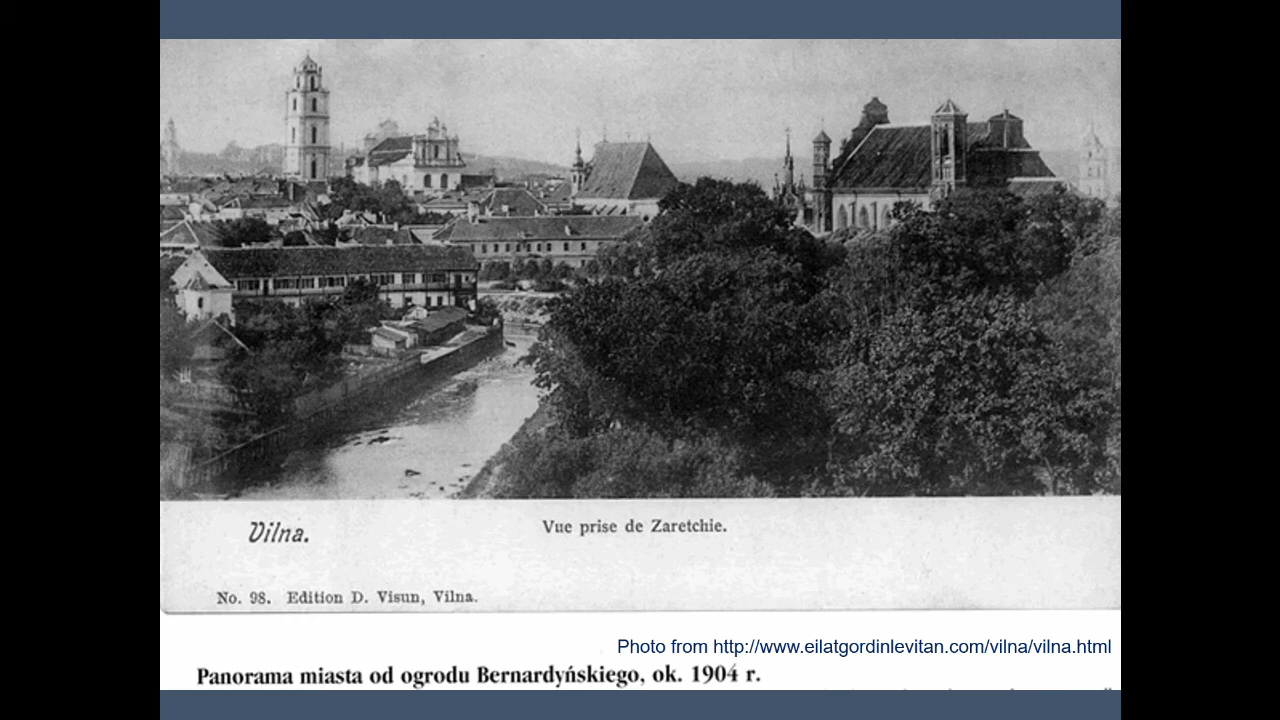 Vilna.
Vue prise de Zaretchie.
No. 98. Edition D. Visun, Vilna.
Photo from http://www.eilatgordinlevitan.com/vilna/vilna.html
Panorama miasta od ogrodu Bernardyńskiego, ok. 1904 r.